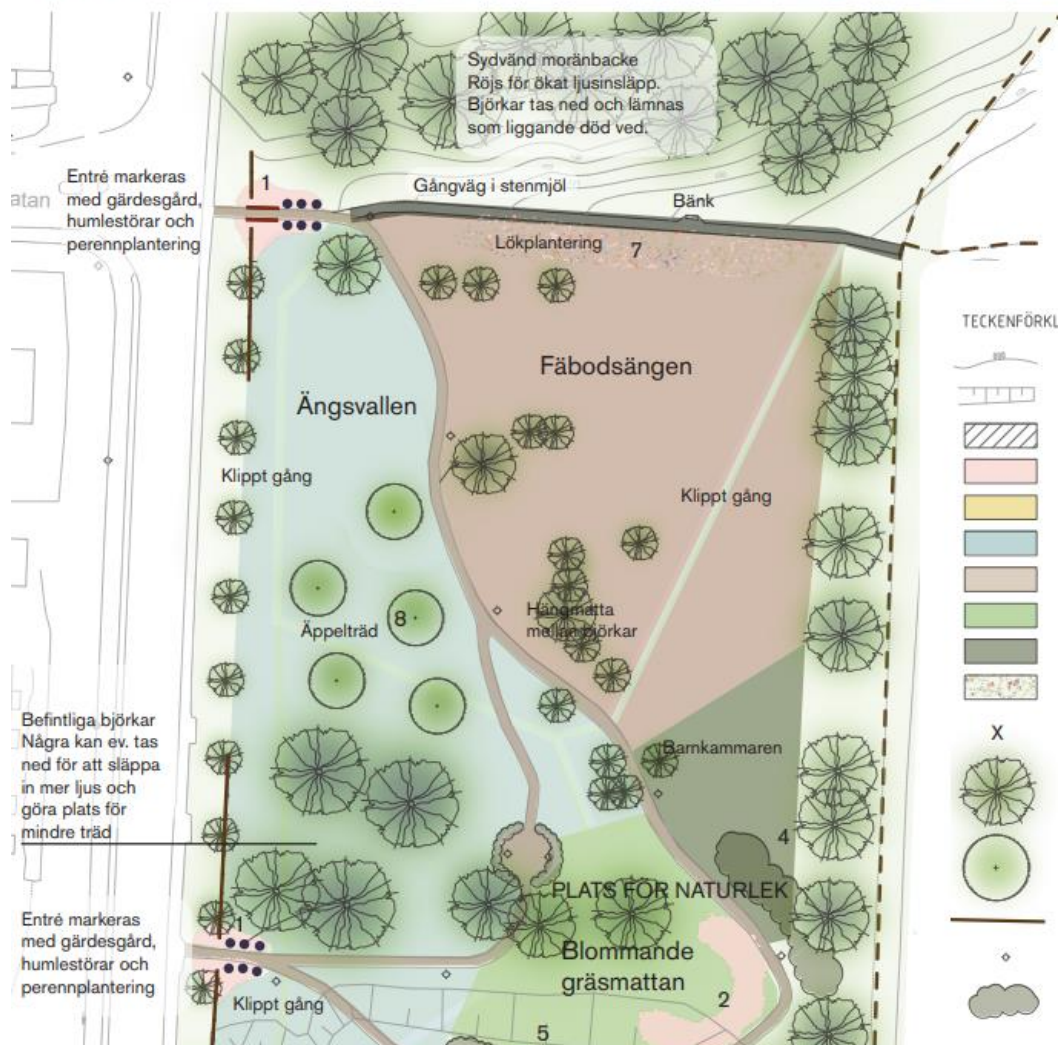 Sydvänd moränbacke
Röjs för ökat ljusinsläpp.
Björkar tas ned och lämnas
som liggande död ved.
Entré markeras
med gärdesgård,
humlestörar och
perennplantering
atan
1
Gångväg i stenmjöl
Bänk
Lökplantering
7
TECKENFÖRKL
Fäbodsängen
Ängsvallen
Klippt gång
Klippt gång
Hängmatta
mellan björkar
8
Äppelträd
Befintliga björkar
Några kan ev. tas
ned för att släppa
in mer ljus och
göra plats för
mindre träd
Barnkammaren
X
4
PLATS FÖR NATURLEK
Entré markeras
med gärdesgård,
humlestörar och
perennplantering
1
Blommande
gräsmattan
Klippt gång
2
5